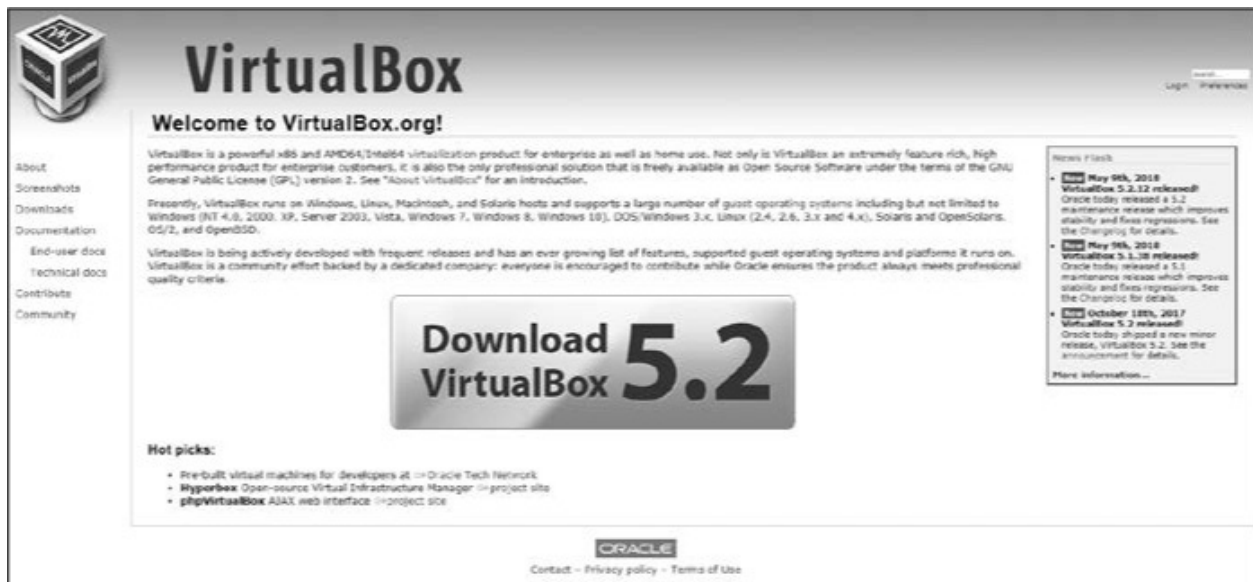 ORACLE
VirtualBox
VirtualBox
search...
Login Preferences
Welcome to VirtualBox.org!
About
Screenshots
Downloads
Documentation
End-user docs
Technical docs
Contribute
Community
VirtualBox is a powerful x86 and AMD64/Intel64 virtualization product for enterprise as well as home use. Not only is VirtualBox an extremely feature rich, high
performance product for enterprise customers, it is also the only professional solution that is freely available as Open Source Software under the terms of the GNU
General Public License (GPL) version 2. See "About VirtualBox" for an introduction.
Presently, VirtualBox runs on Windows, Linux, Macintosh, and Solaris hosts and supports a large number of guest operating systems including but not limited to
Windows (NT 4.0, 2000, XP, Server 2003, Vista, Windows 7, Windows 8, Windows 10), DOS/Windows 3.x, Linux (2.4, 2.6, 3.x and 4.x), Solaris and OpenSolaris,
OS/2, and OpenBSD.
VirtualBox is being actively developed with frequent releases and has an ever growing list of features, supported guest operating systems and platforms it runs on.
VirtualBox is a community effort backed by a dedicated company: everyone is encouraged to contribute while Oracle ensures the product always meets professional
quality criteria.
Download
VirtualBox 5.2
Hot picks:
• Pre-built virtual machines for developers at Oracle Tech Network
• Hyperbox Open-source Virtual Infrastructure Manager project site
• phpVirtualBox AJAX web interface project site
News Flash
• New May 9th, 2018
VirtualBox 5.2.12 released!
Oracle today released a 5.2
maintenance release which improves
stability and fixes regressions. See
the Changelog for details.
• New May 9th, 2018
VirtualBox 5.1.38 released!
Oracle today released a 5.1
maintenance release which improves
stability and fixes regressions. See
the Changelog for details.
• New October 18th, 2017
VirtualBox 5.2 released!
Oracle today shipped a new minor
release, VirtualBox 5.2. See the
announcement for details.
More information...
ORACLE
Contact – Privacy policy – Terms of Use